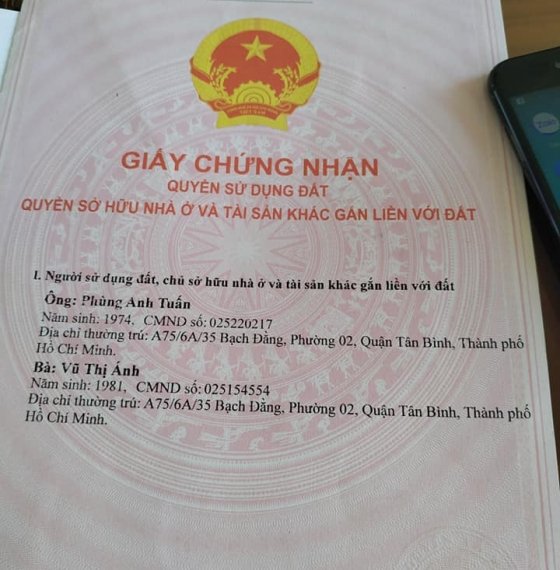 GIẤY CHỨNG NHẬN
QUYỀN SỬ DỤNG ĐẤT
QUYỀN SỞ HỮU NHÀ Ở VÀ TÀI SẢN KHÁC GẮN LIỀN VỚI ĐẤT
I. Người sử dụng đất, chủ sở hữu nhà ở và tài sản khác gắn liền với đất
Ông: Phùng Anh Tuấn
Năm sinh: 1974, CMND số: 025220217
Địa chỉ thường trú: A75/6A/35 Bạch Đằng, Phường 02, Quận Tân Bình, Thành phố
Hồ Chí Minh.
Bà: Vũ Thị Ánh
Năm sinh: 1981, CMND số: 025154554
Địa chỉ thường trú: A75/6A/35 Bạch Đằng, Phường 02, Quận Tân Bình, Thành phố
Hồ Chí Minh.